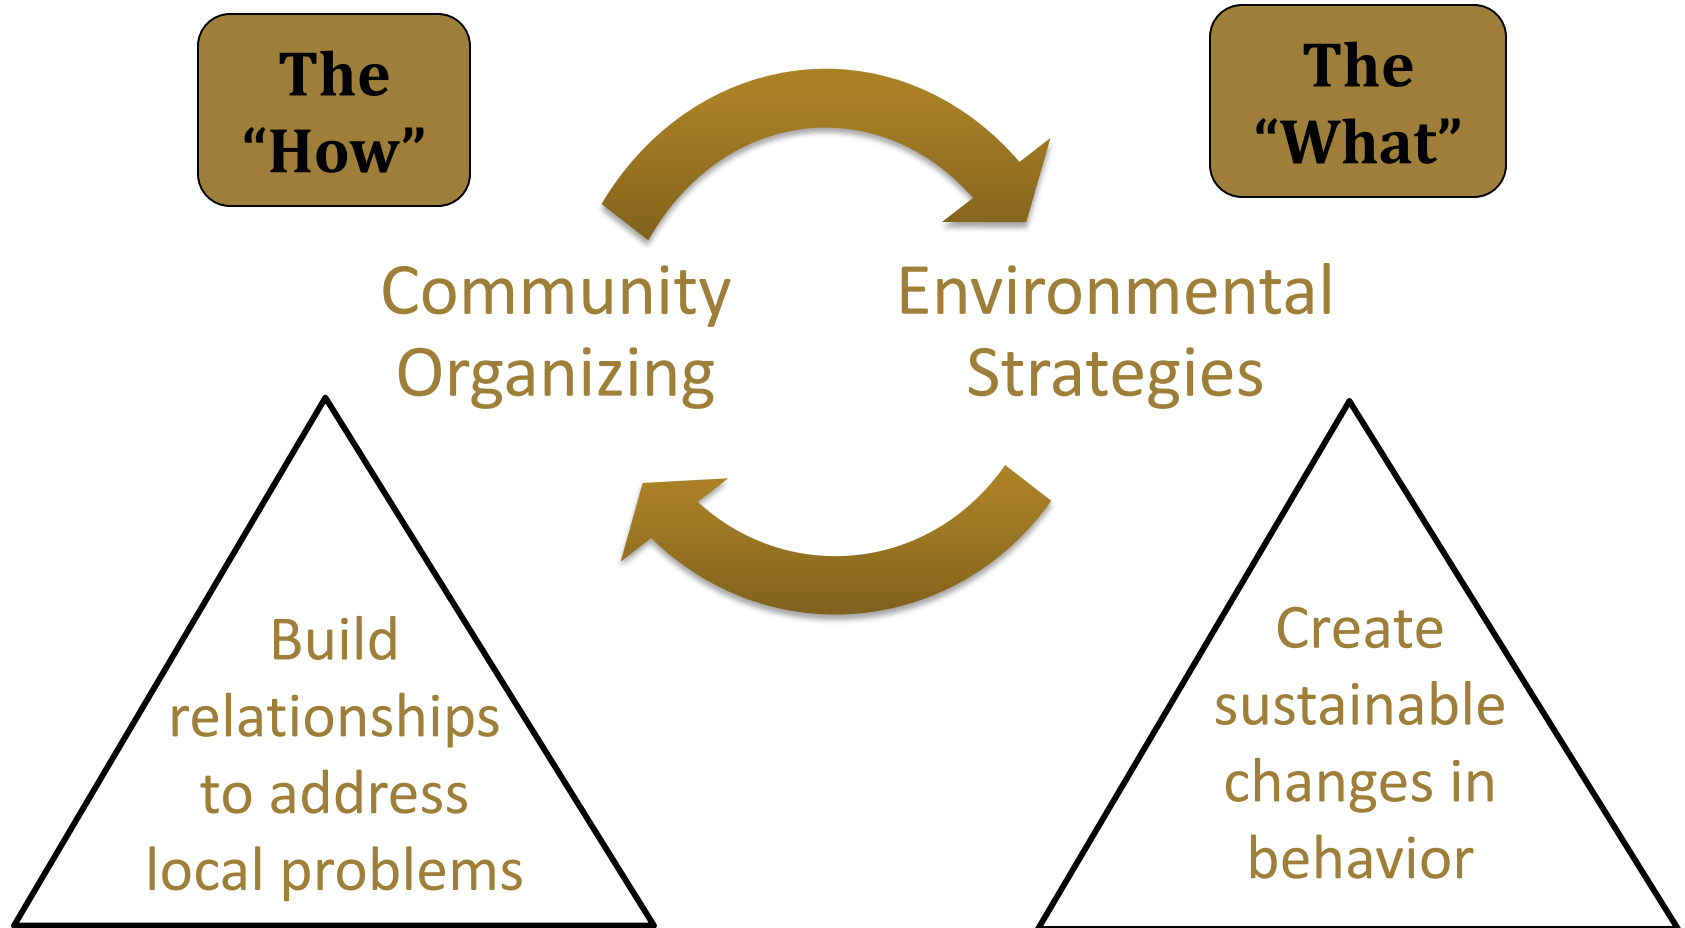 The
“How”
The
“What”
Community
Organizing
Environmental
Strategies
Build
relationships
to address
local problems
Create
sustainable
changes in
behavior